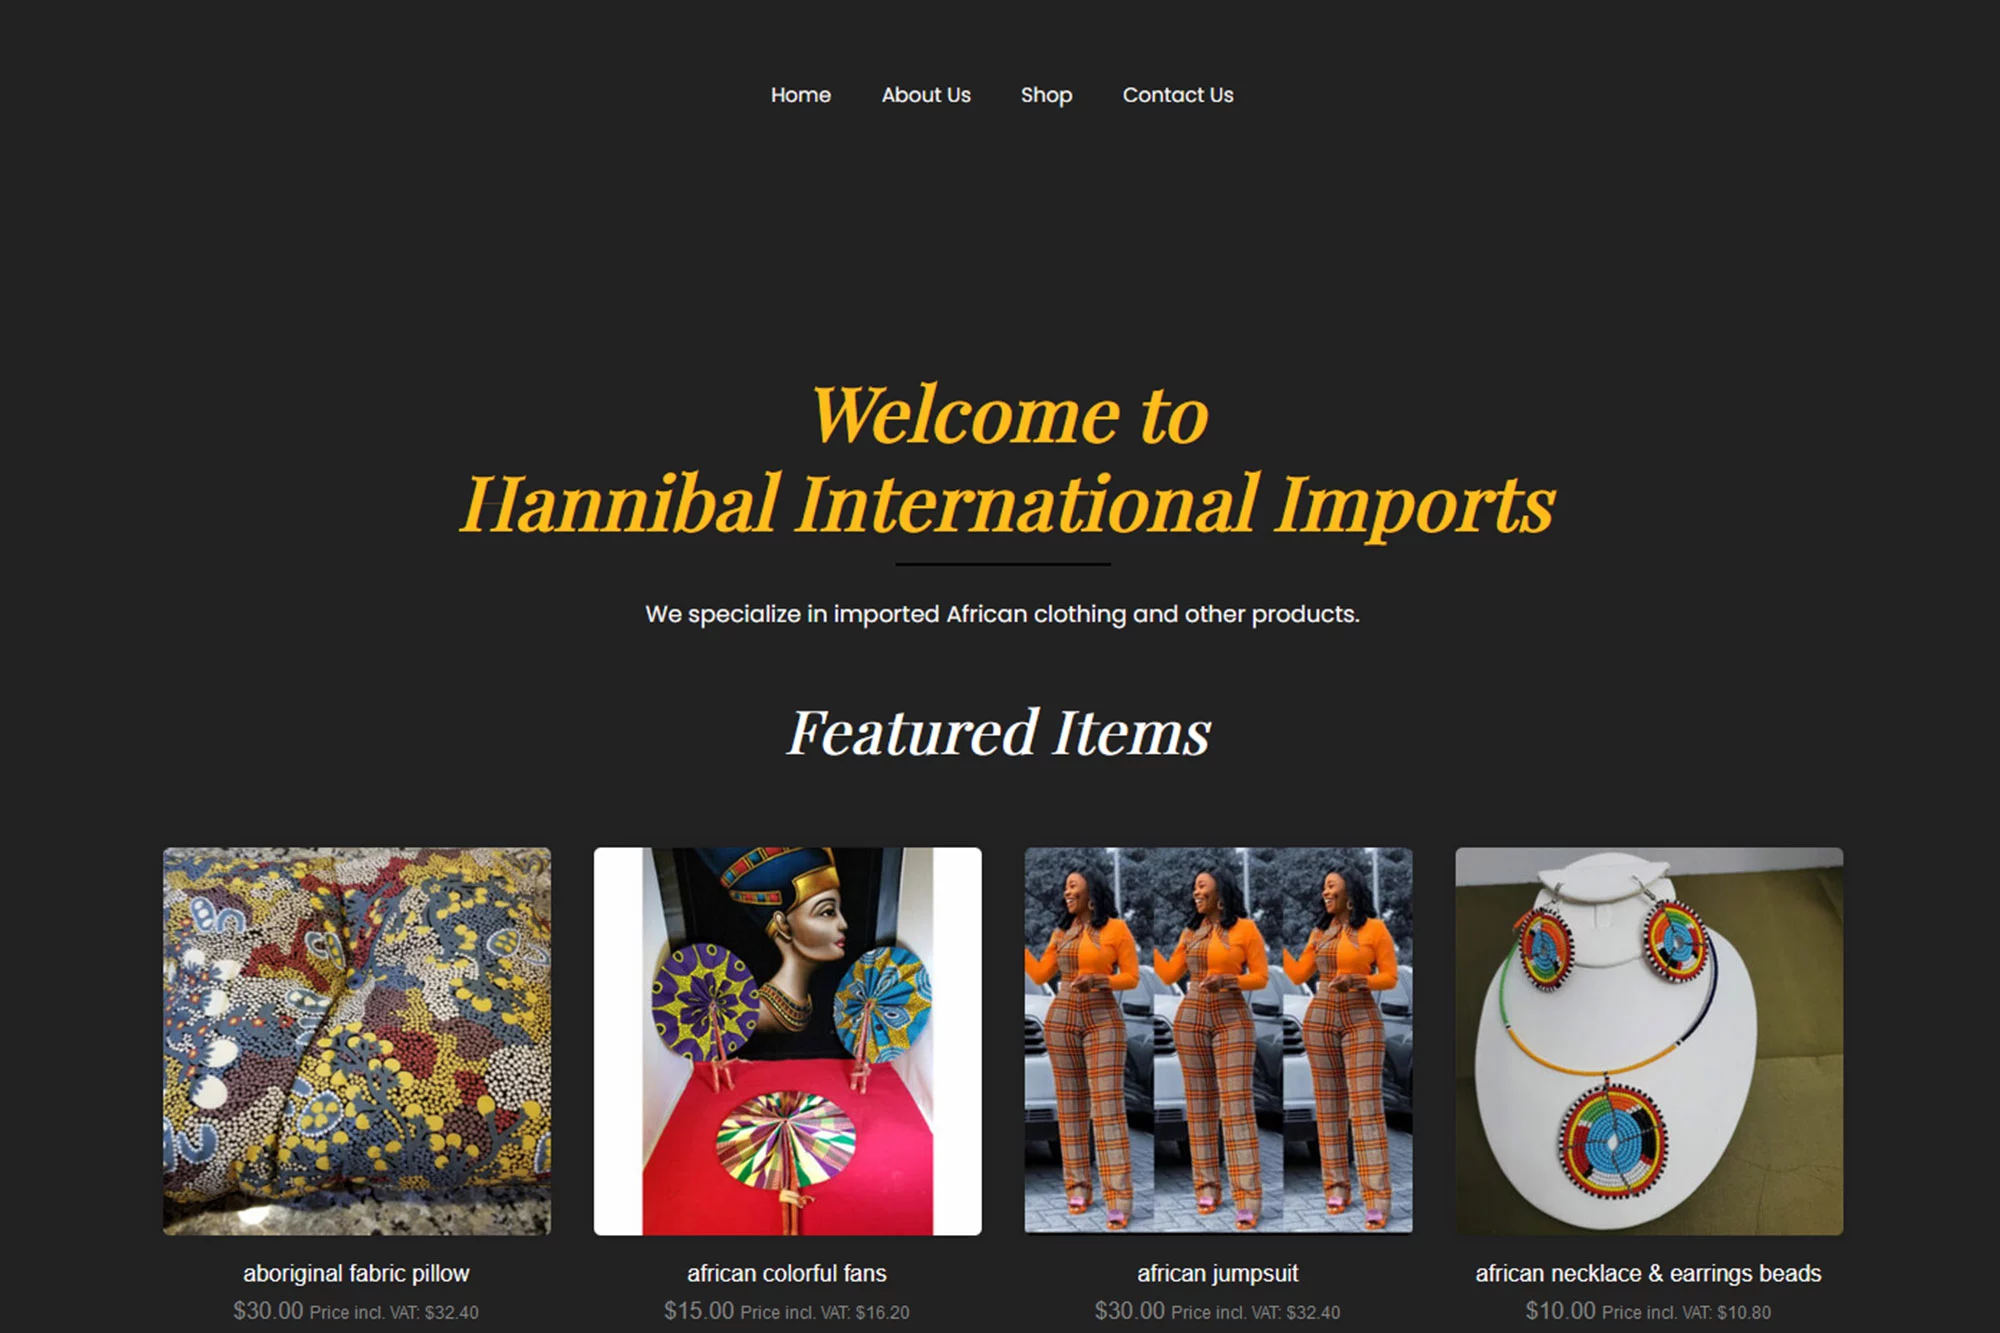 Home About Us Shop Contact Us
Welcome to
Hannibal International Imports
We specialize in imported African clothing and other products.
Featured Items
aboriginal fabric pillow
$30.00 Price incl. VAT: $32.40
african colorful fans
$15.00 Price incl. VAT: $16.20
african jumpsuit
$30.00 Price incl. VAT: $32.40
african necklace & earrings beads
$10.00 Price incl. VAT: $10.80